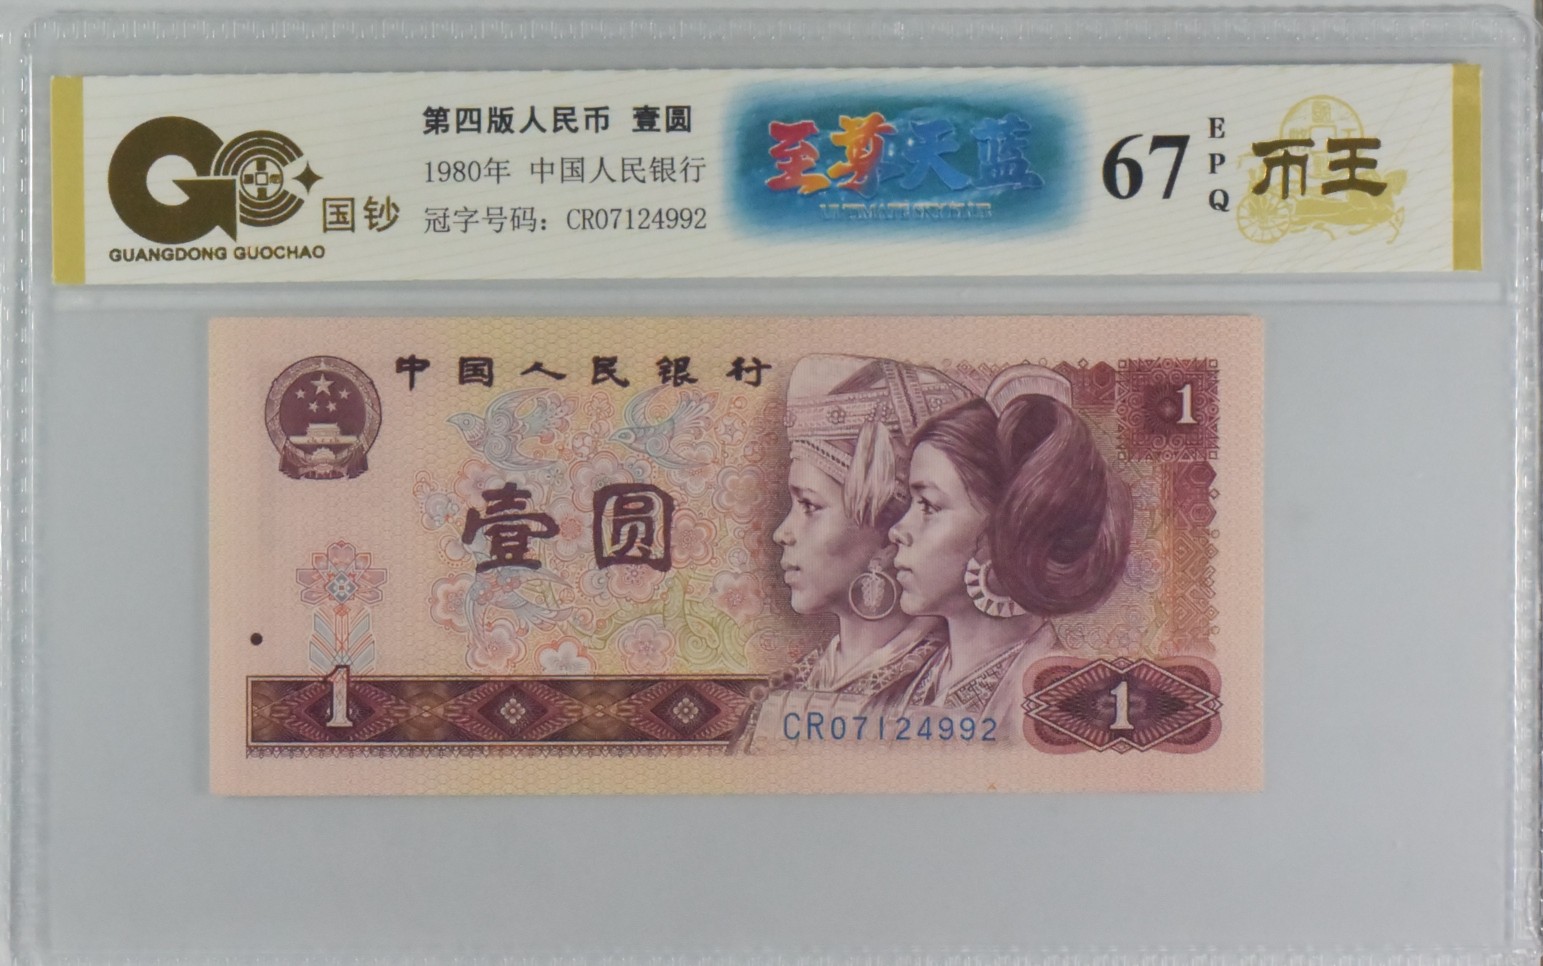 GC
国钞
GUANGDONG GUOCHAO
第四版人民币 壹圆
1980年 中国人民银行
冠字号码：CR07124992
至尊天蓝
67
EPQ
币王
中国人民银行
1
壹圆
1
CR07124992
1